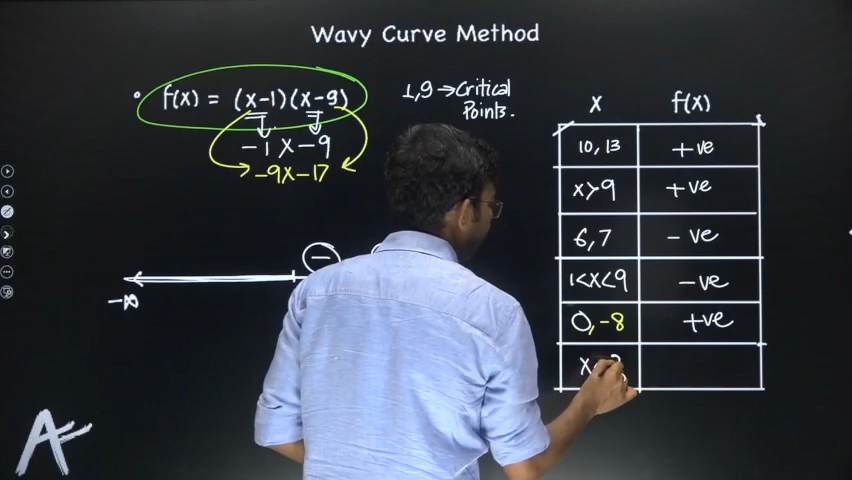 Wavy Curve Method
f(x) = (x-1)(x-9)
-1 x -9
-9x-17
1,9 → Critical
Points.
x f(x)
10, 13 +ve
x>9 +ve
6,7 -ve
1<x<9 -ve
0,-8 +ve
x
−
-∞